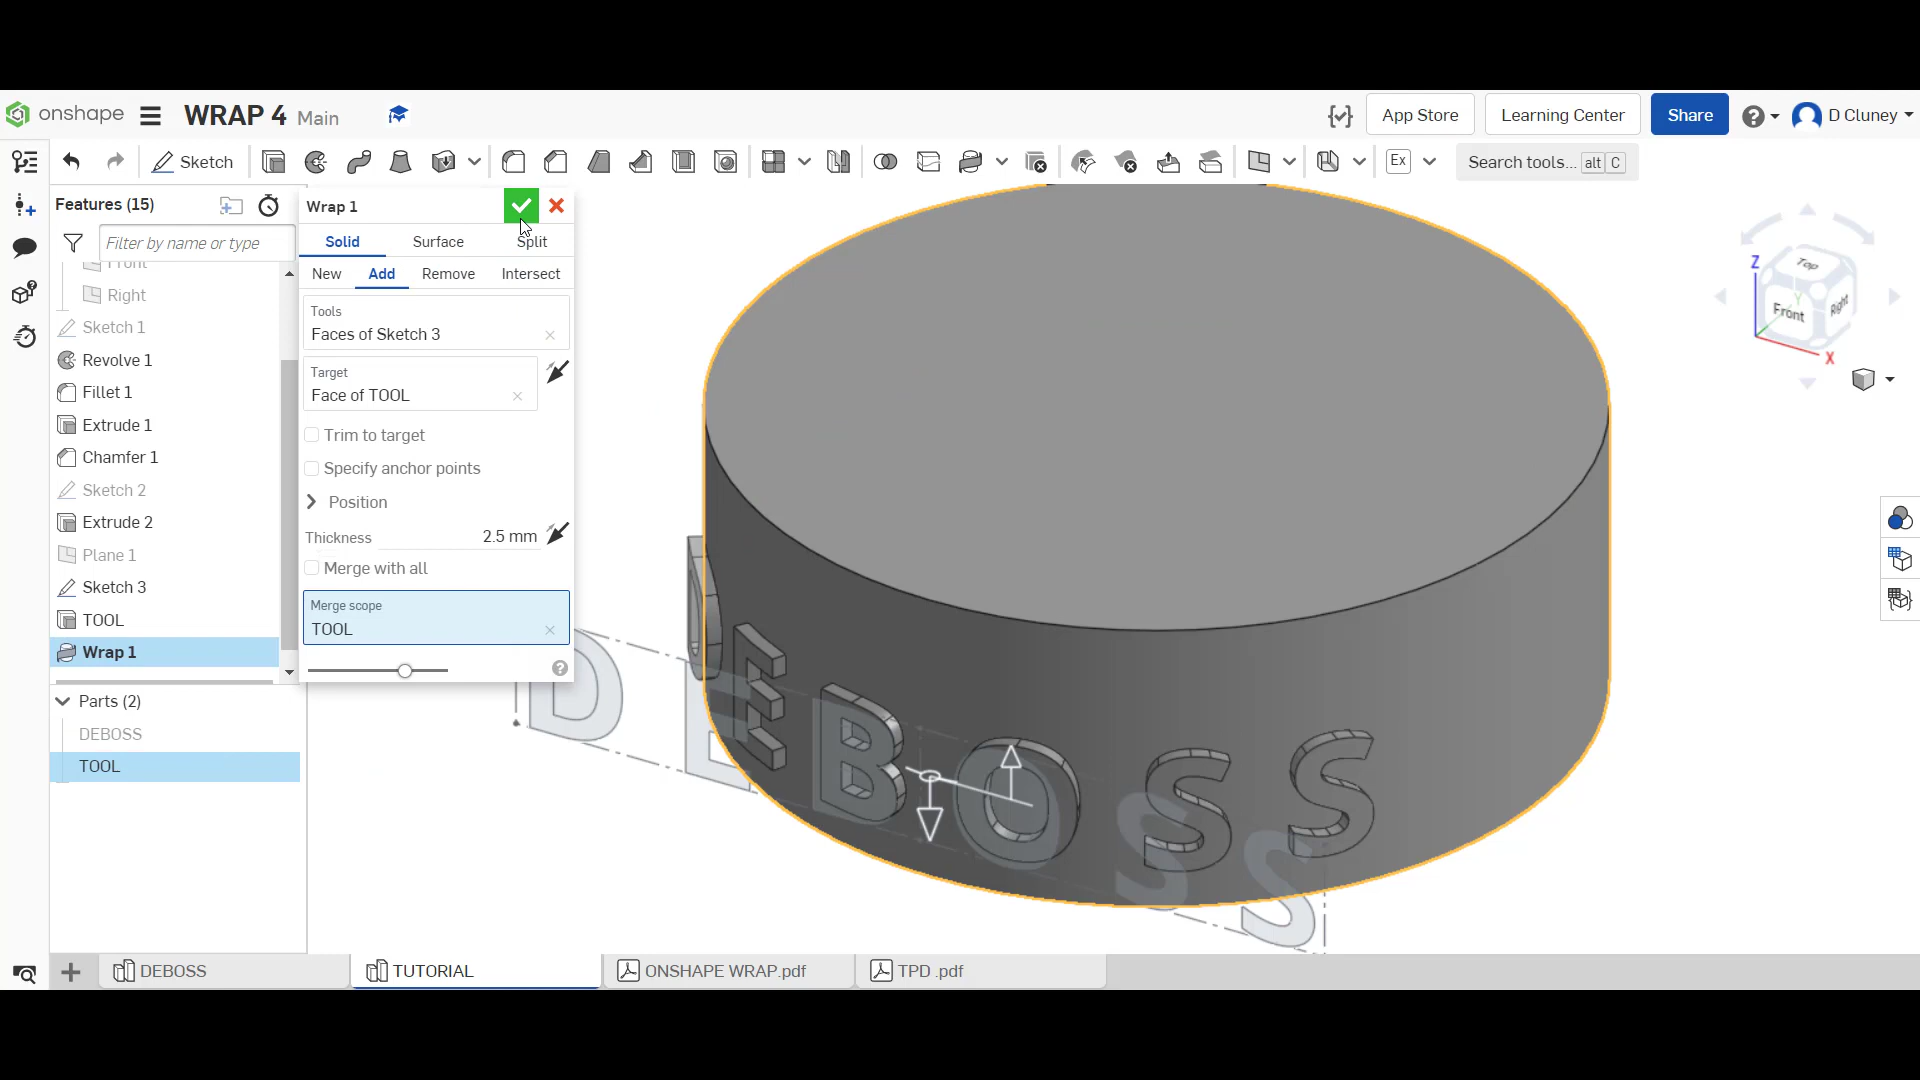 onshape WRAP 4 Main
App Store Learning Center Share D Cluney
Sketch
Ex
Search tools... alt C
Features (15)
Filter by name or type
Front
Right
Sketch 1
Revolve 1
Fillet 1
Extrude 1
Chamfer 1
Sketch 2
Extrude 2
Plane 1
Sketch 3
TOOL
Wrap 1
Parts (2)
DEBOSS
TOOL
Wrap 1
Solid Surface Split
New Add Remove Intersect
Tools
Faces of Sketch 3
Target
Face of TOOL
Trim to target
Specify anchor points
Position
Thickness 2.5 mm
Merge with all
Merge scope
TOOL
DEBOSS
DEBOSS
Z
Top
Y
Front Right
X
DEBOSS TUTORIAL ONSHAPE WRAP.pdf TPD .pdf